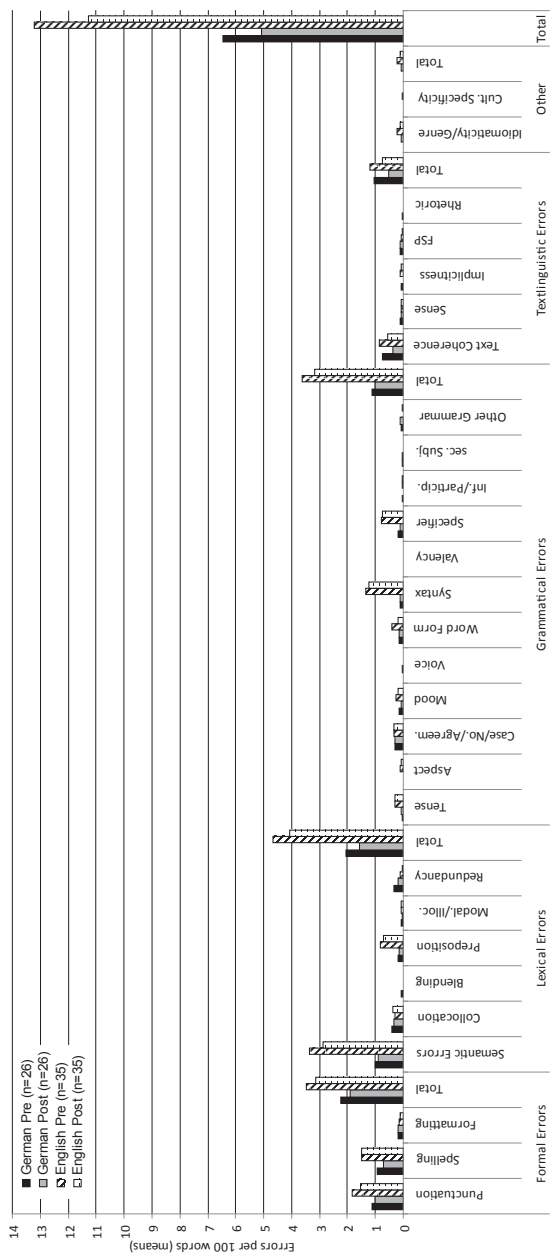 German Pre (n=26)
German Post (n=26)
English Pre (n=35)
English Post (n=35)
Errors per 100 words (means)
14
13
12
11
10
9
8
7
6
5
4
3
2
1
0
Punctuation
Spelling
Formatting
Total
Semantic Errors
Collocation
Blending
Preposition
Modal./Illoc.
Redundancy
Total
Tense
Aspect
Case/No./Agreem.
Mood
Voice
Word Form
Syntax
Valency
Specifier
Inf./Particip.
sec. Subj.
Other Grammar
Total
Text Coherence
Sense
Implicitness
FSP
Rhetoric
Total
Idiomaticity/Genre
Cult. Specificity
Total
Total
Formal Errors
Lexical Errors
Grammatical Errors
Textlinguistic Errors
Other